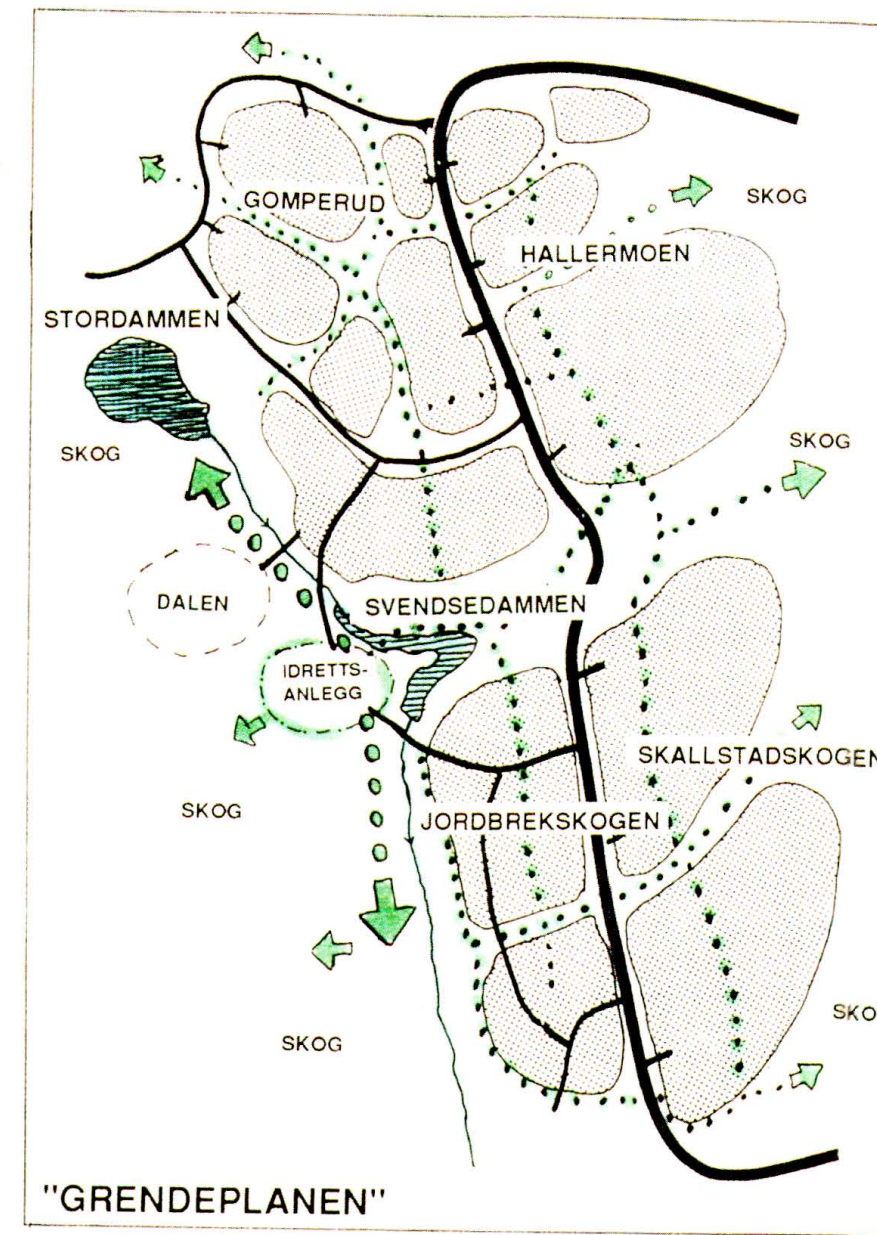 GOMPERUD
SKOG
HALLERMOEN
STORDAMMEN
SKOG
SKOG
DALEN
SVENDSEDAMMEN
IDRETTS-
ANLEGG
SKALLSTADSKOGEN
SKOG
JORDBREKSKOGEN
SKO
SKOG
"GRENDEPLANEN"